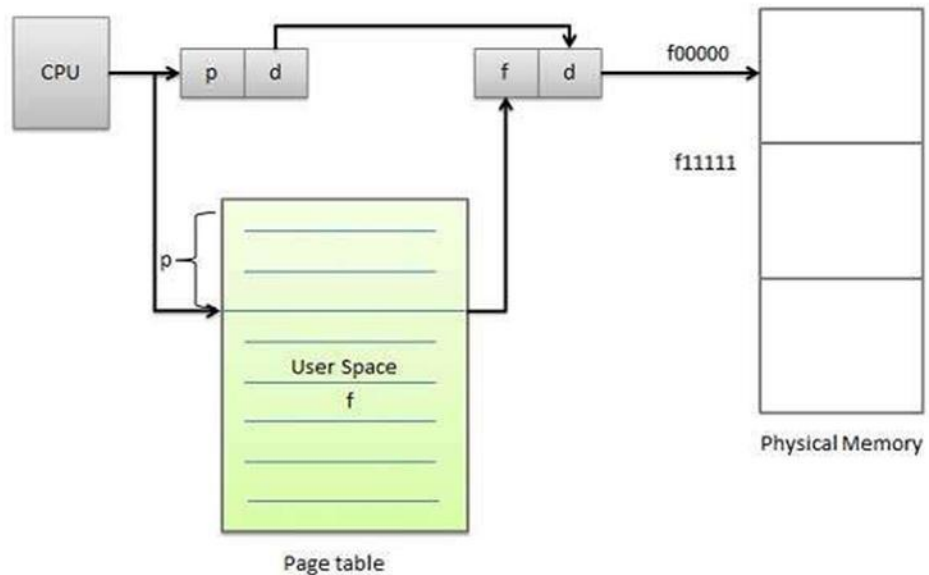 CPU
p
d
f
d
f00000
f11111
p
User Space
f
Physical Memory
Page table